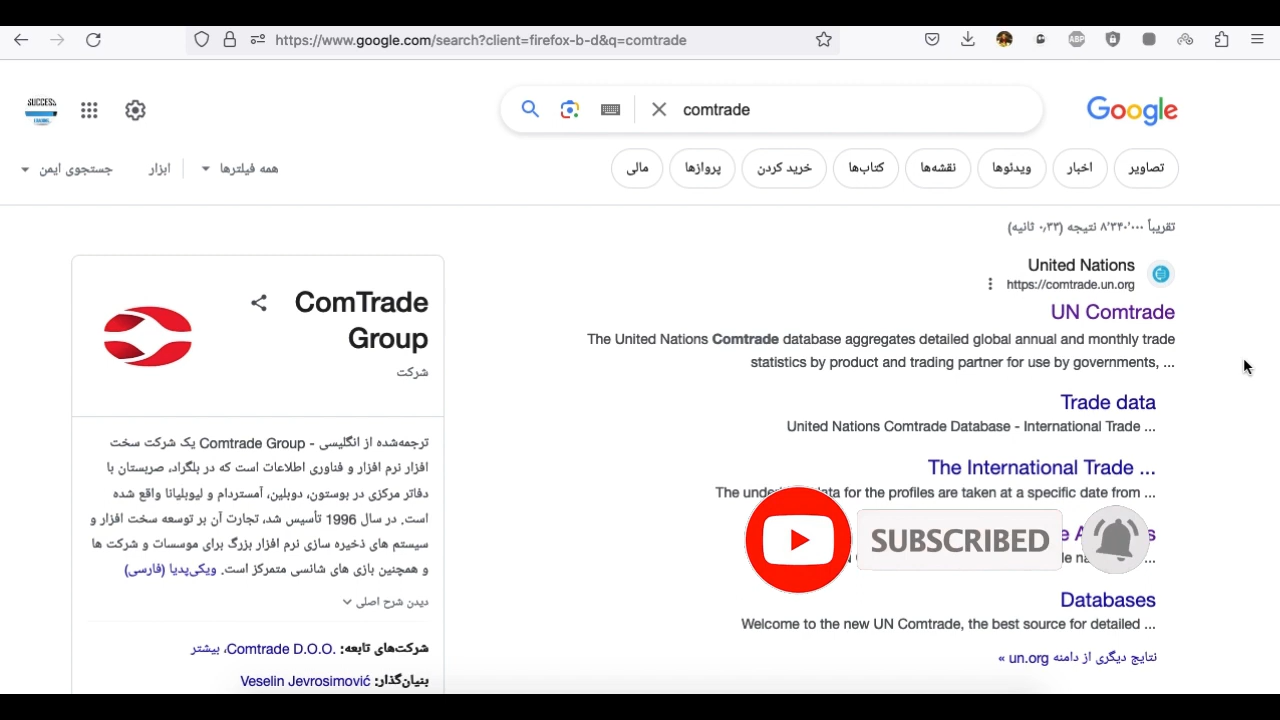 https://www.google.com/search?client=firefox-b-d&q=comtrade
ABP
SUCCESS
comtrade
Google
تصاویر
اخبار
ویدئوها
نقشه‌ها
کتاب‌ها
خرید کردن
پروازها
مالی
همه فیلترها
ابزار
جستجوی ایمن
تقریباً ۸٬۳۴۰٬۰۰۰ نتیجه (۰٫۳۳ ثانیه)
United Nations
https://comtrade.un.org
UN Comtrade
The United Nations Comtrade database aggregates detailed global annual and monthly trade
statistics by product and trading partner for use by governments, ...
Trade data
United Nations Comtrade Database - International Trade ...
The International Trade ...
The data for the profiles are taken at a specific date from ...
SUBSCRIBED
Databases
Welcome to the new UN Comtrade, the best source for detailed ...
نتایج دیگری از دامنه un.org »
ComTrade
Group
شرکت
ترجمه‌شده از انگلیسی - Comtrade Group یک شرکت سخت
افزار نرم افزار و فناوری اطلاعات است که در بلگراد، صربستان با
دفاتر مرکزی در بوستون، دوبلین، آمستردام و لیوبلیانا واقع شده
است. در سال 1996 تأسیس شد، تجارت آن بر توسعه سخت افزار و
سیستم های ذخیره سازی نرم افزار بزرگ برای موسسات و شرکت ها
و همچنین بازی های شانسی متمرکز است. ویکی‌پدیا (فارسی)
دیدن شرح اصلی
شرکت‌های تابعه: Comtrade D.O.O.، بیشتر
بنیان‌گذار: Veselin Jevrosimović